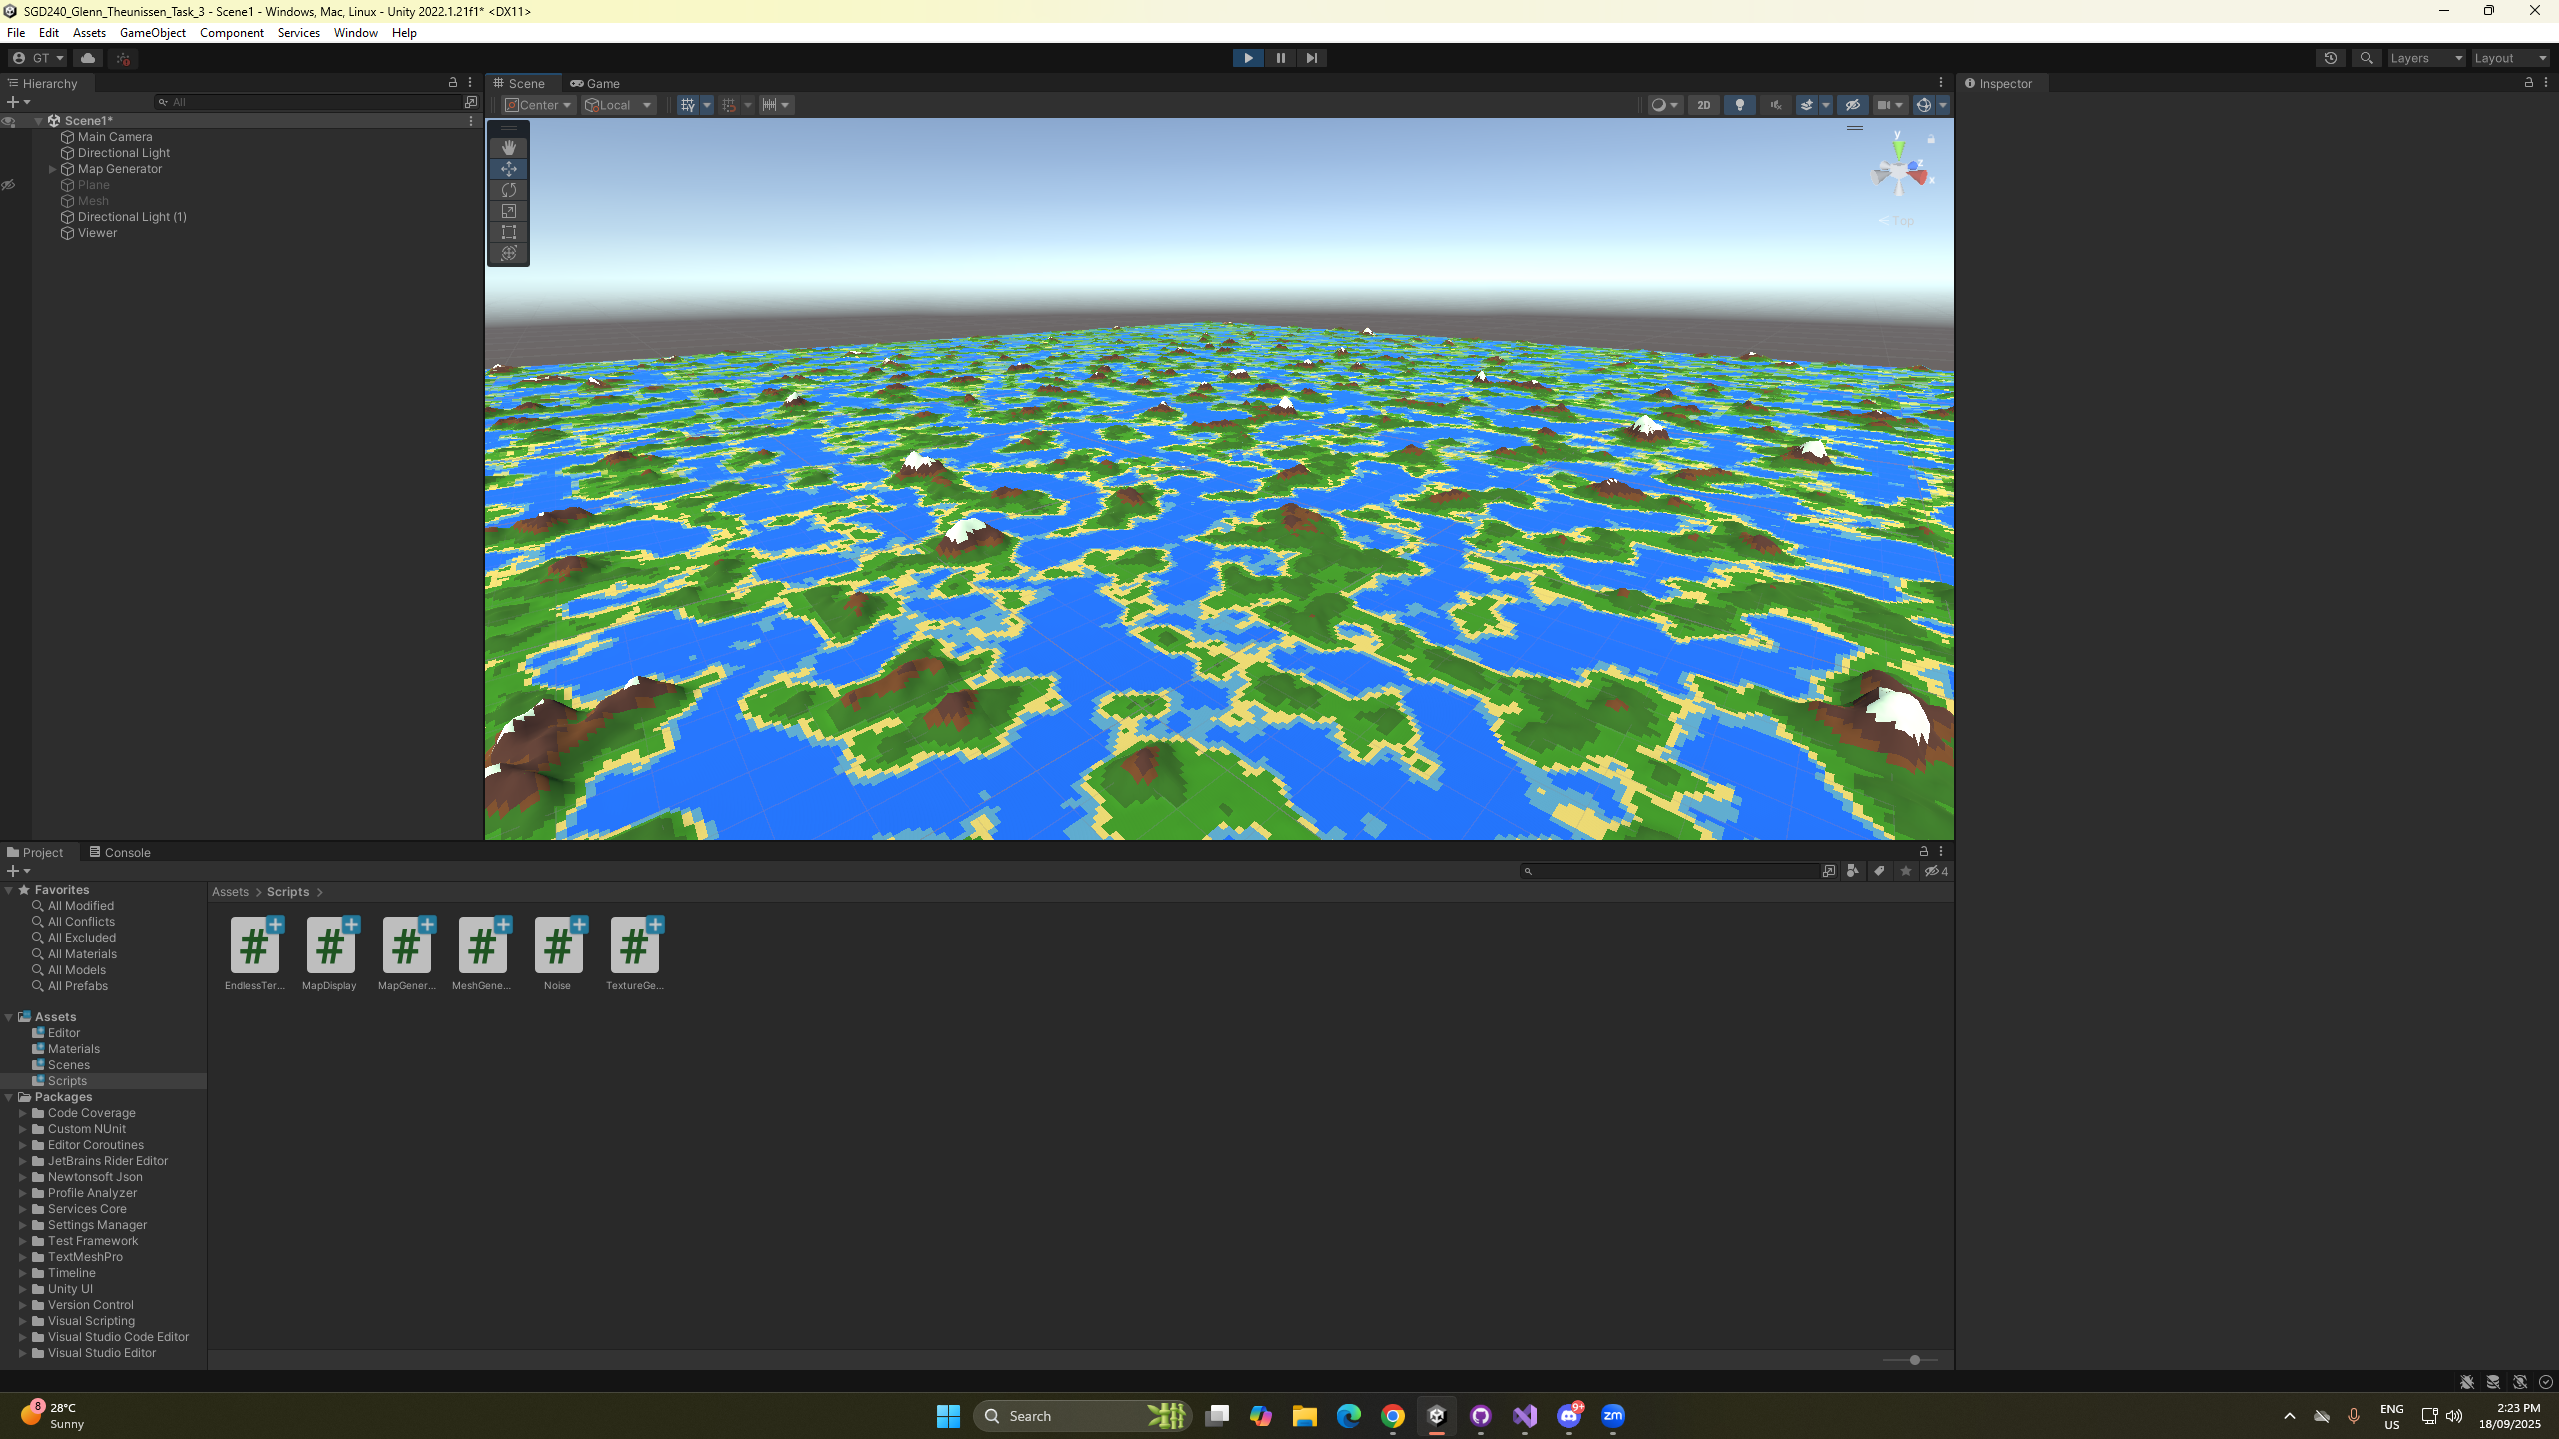 SGD240_Glenn_Theunissen_Task_3 - Scene1 - Windows, Mac, Linux - Unity 2022.1.21f1* <DX11>
File Edit Assets GameObject Component Services Window Help
GT
Layers
Layout
Hierarchy
All
Scene1*
Main Camera
Directional Light
Map Generator
Plane
Mesh
Directional Light (1)
Viewer
Scene
Game
Center
Local
2D
y
z
x
Top
Inspector
Project
Console
4
Favorites
All Modified
All Conflicts
All Excluded
All Materials
All Models
All Prefabs
Assets
Editor
Materials
Scenes
Scripts
Packages
Code Coverage
Custom NUnit
Editor Coroutines
JetBrains Rider Editor
Newtonsoft Json
Profile Analyzer
Services Core
Settings Manager
Test Framework
TextMeshPro
Timeline
Unity UI
Version Control
Visual Scripting
Visual Studio Code Editor
Visual Studio Editor
Assets > Scripts >
# # # # # #
EndlessTer... MapDisplay MapGener... MeshGene... Noise TextureGe...
8
28°C
Sunny
Search
9+
zm
ENG
US
2:23 PM
18/09/2025